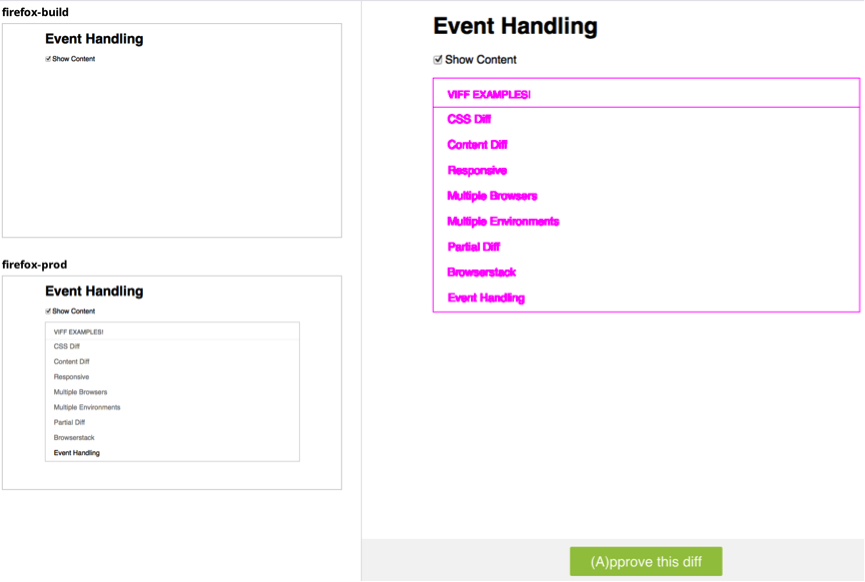 firefox-build
Event Handling
Show Content
firefox-prod
Event Handling
Show Content
VIFF EXAMPLES!
CSS Diff
Content Diff
Responsive
Multiple Browsers
Multiple Environments
Partial Diff
Browserstack
Event Handling
Event Handling
Show Content
VIFF EXAMPLES!
CSS Diff
Content Diff
Responsive
Multiple Browsers
Multiple Environments
Partial Diff
Browserstack
Event Handling
(A)pprove this diff